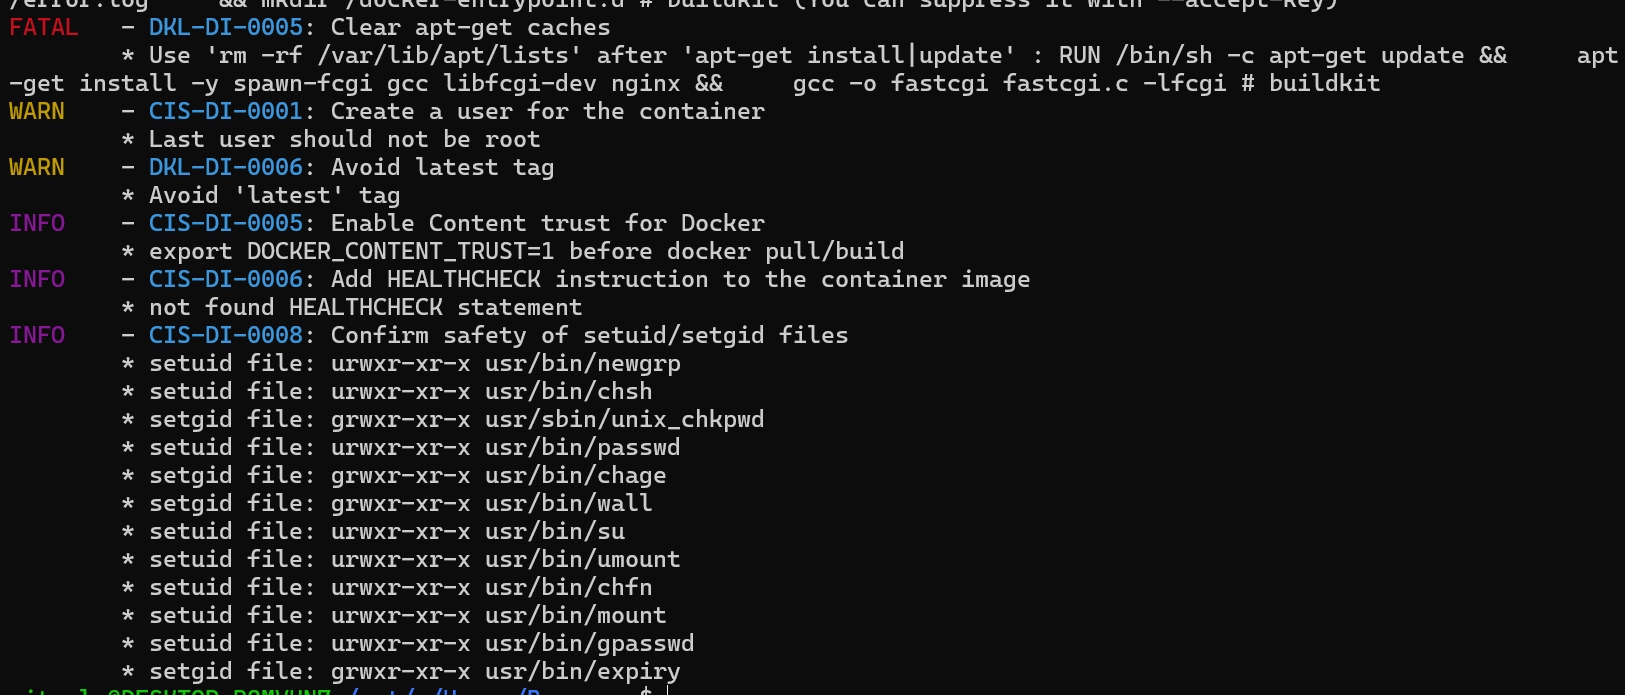 /error.log     && mkdir /docker-entrypoint.d # buildkit (You can suppress it with --accept-key)
FATAL   - DKL-DI-0005: Clear apt-get caches
        * Use 'rm -rf /var/lib/apt/lists' after 'apt-get install|update' : RUN /bin/sh -c apt-get update &&     apt
-get install -y spawn-fcgi gcc libfcgi-dev nginx &&     gcc -o fastcgi fastcgi.c -lfcgi # buildkit
WARN    - CIS-DI-0001: Create a user for the container
        * Last user should not be root
WARN    - DKL-DI-0006: Avoid latest tag
        * Avoid 'latest' tag
INFO    - CIS-DI-0005: Enable Content trust for Docker
        * export DOCKER_CONTENT_TRUST=1 before docker pull/build
INFO    - CIS-DI-0006: Add HEALTHCHECK instruction to the container image
        * not found HEALTHCHECK statement
INFO    - CIS-DI-0008: Confirm safety of setuid/setgid files
        * setuid file: urwxr-xr-x usr/bin/newgrp
        * setuid file: urwxr-xr-x usr/bin/chsh
        * setgid file: grwxr-xr-x usr/sbin/unix_chkpwd
        * setuid file: urwxr-xr-x usr/bin/passwd
        * setgid file: grwxr-xr-x usr/bin/chage
        * setgid file: grwxr-xr-x usr/bin/wall
        * setuid file: urwxr-xr-x usr/bin/su
        * setuid file: urwxr-xr-x usr/bin/umount
        * setuid file: urwxr-xr-x usr/bin/chfn
        * setuid file: urwxr-xr-x usr/bin/mount
        * setuid file: urwxr-xr-x usr/bin/gpasswd
        * setgid file: grwxr-xr-x usr/bin/expiry